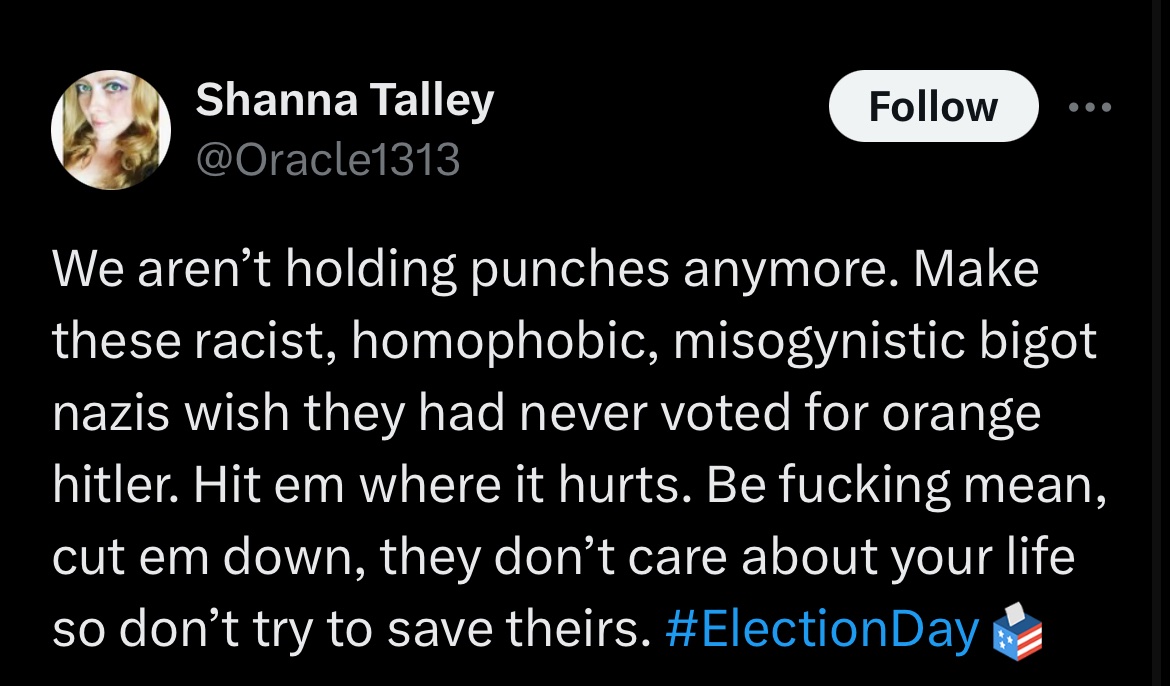 Shanna Talley
@Oracle1313
Follow
We aren’t holding punches anymore. Make
these racist, homophobic, misogynistic bigot
nazis wish they had never voted for orange
hitler. Hit em where it hurts. Be fucking mean,
cut em down, they don’t care about your life
so don’t try to save theirs. #ElectionDay